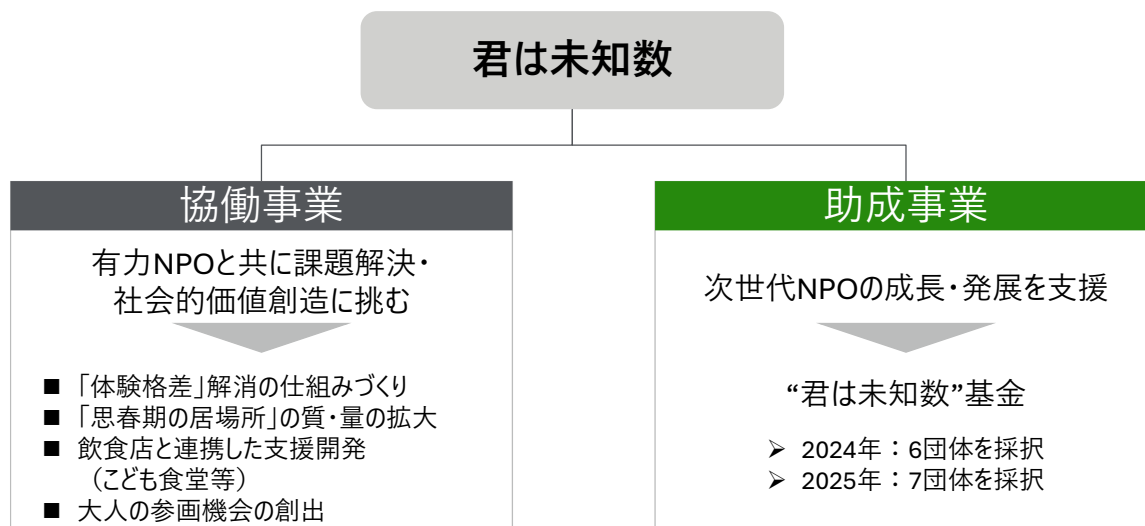 君は未知数
協働事業
有力NPOと共に課題解決・
社会的価値創造に挑む
■ 「体験格差」解消の仕組みづくり
■ 「思春期の居場所」の質・量の拡大
■ 飲食店と連携した支援開発
（こども食堂等）
■ 大人の参画機会の創出
助成事業
次世代NPOの成長・発展を支援
“君は未知数”基金
➢ 2024年：6団体を採択
➢ 2025年：7団体を採択